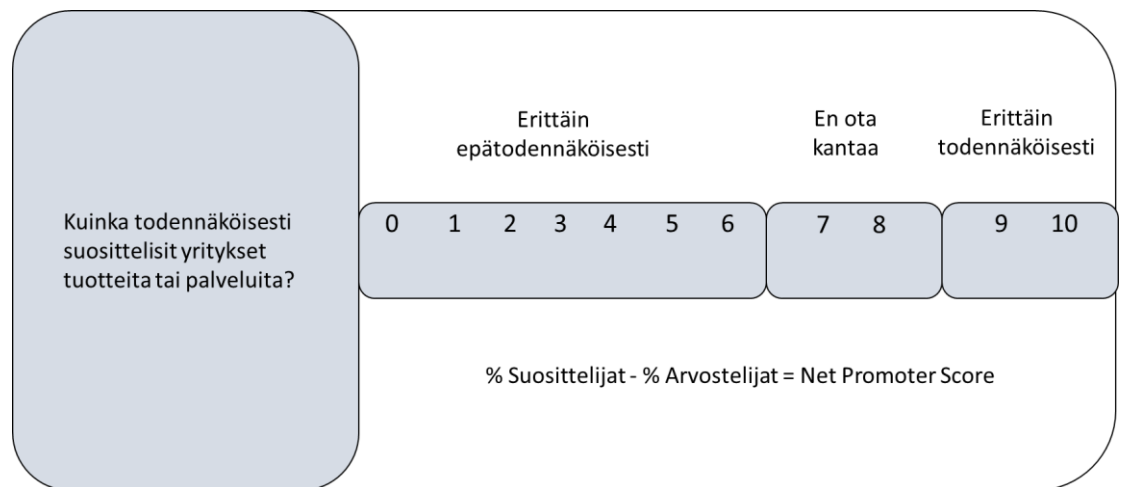 Kuinka todennäköisesti
suosittelisit yritykset
tuotteita tai palveluita?
Erittäin
epätodennäköisesti
En ota
kantaa
Erittäin
todennäköisesti
0 1 2 3 4 5 6 7 8 9 10
% Suosittelijat - % Arvostelijat = Net Promoter Score